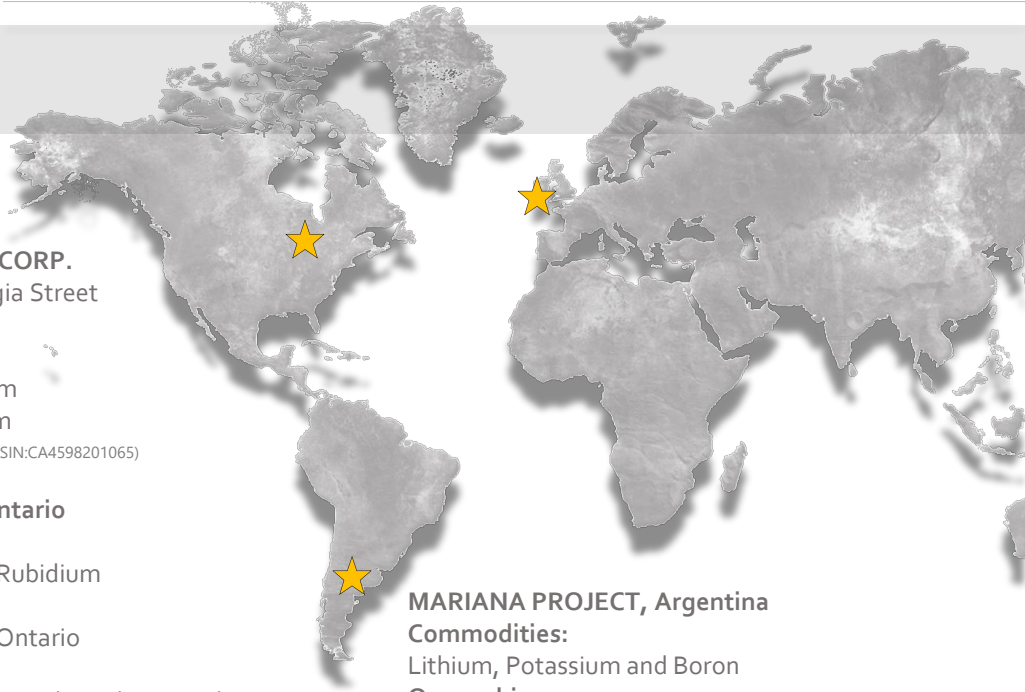 CORP.
gia Street
m
m
SIN:CA4598201065)
ntario
Rubidium
Ontario
MARIANA PROJECT, Argentina
Commodities:
Lithium, Potassium and Boron